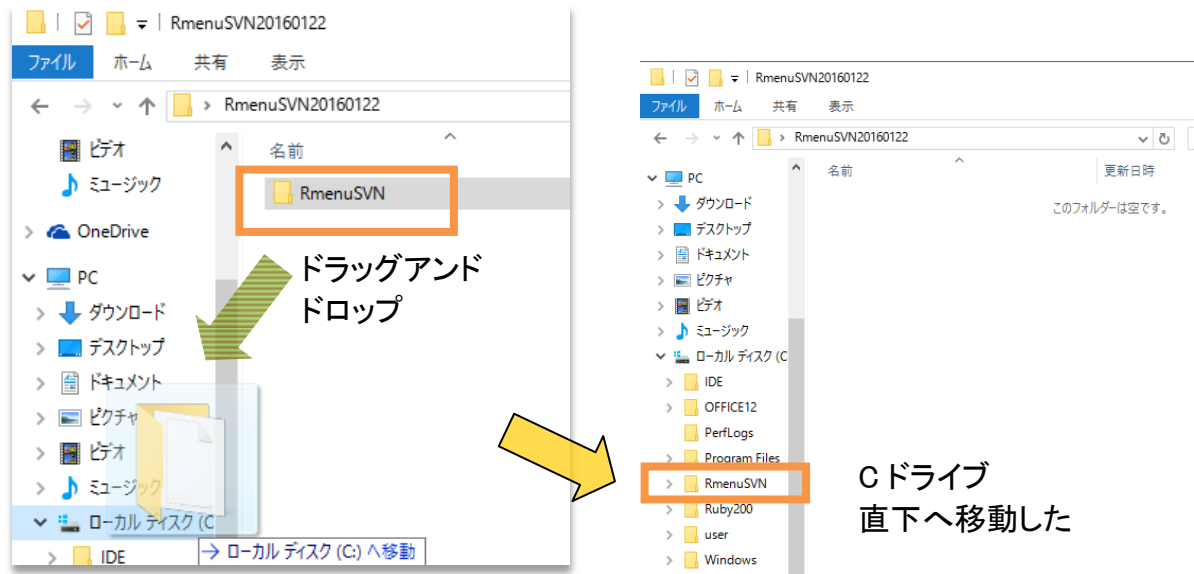 RmenuSVN20160122
ファイル ホーム 共有 表示
RmenuSVN20160122
ビデオ
ミュージック
OneDrive
PC
ダウンロード
デスクトップ
ドキュメント
ピクチャ
ビデオ
ミュージック
ローカル ディスク (C
IDE
名前
RmenuSVN
ドラッグアンド
ドロップ
→ ローカル ディスク (C:) へ移動
RmenuSVN20160122
ファイル ホーム 共有 表示
RmenuSVN20160122
PC
ダウンロード
デスクトップ
ドキュメント
ピクチャ
ビデオ
ミュージック
ローカル ディスク (C
IDE
OFFICE12
PerfLogs
Program Files
RmenuSVN
Ruby200
user
Windows
名前 更新日時
このフォルダーは空です。
Cドライブ
直下へ移動した